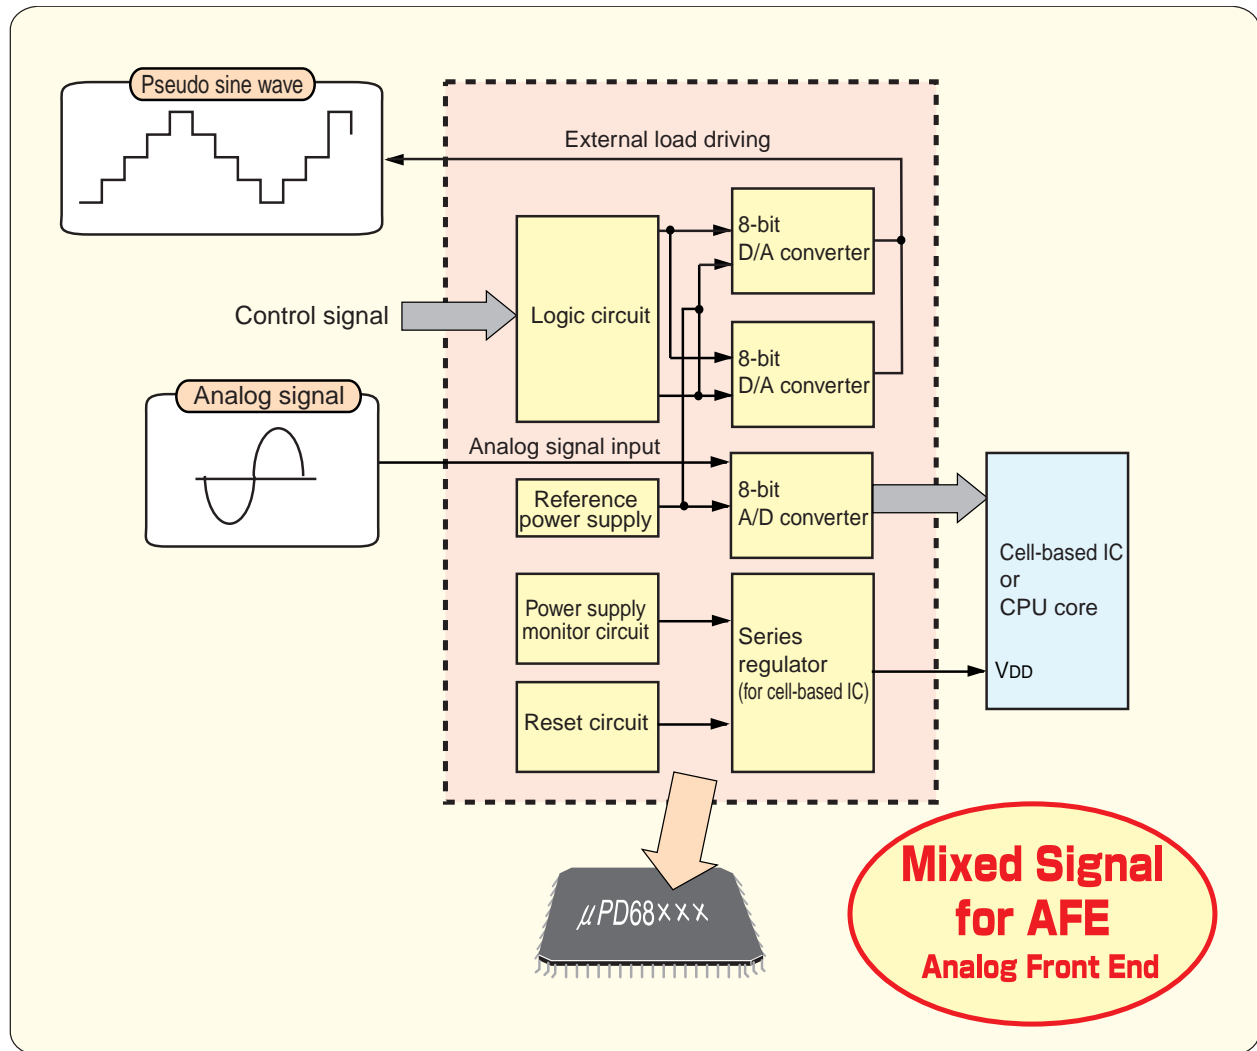 Pseudo sine wave
External load driving
8-bit
D/A converter
Control signal
Logic circuit
8-bit
D/A converter
Analog signal
Analog signal input
Reference
power supply
8-bit
A/D converter
Cell-based IC
or
CPU core
VDD
Power supply
monitor circuit
Series
regulator
(for cell-based IC)
Reset circuit
μPD68×××
Mixed Signal
for AFE
Analog Front End